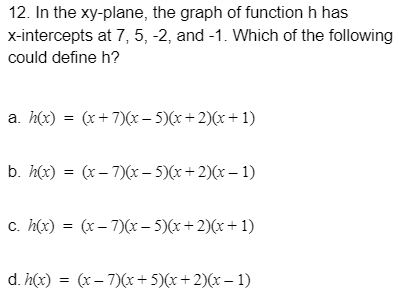 12. In the xy-plane, the graph of function h has
x-intercepts at 7, 5, -2, and -1. Which of the following
could define h?
a. h(x) = (x + 7)(x – 5)(x + 2)(x + 1)
b. h(x) = (x – 7)(x – 5)(x + 2)(x – 1)
c. h(x) = (x – 7)(x – 5)(x + 2)(x + 1)
d. h(x) = (x – 7)(x + 5)(x + 2)(x – 1)